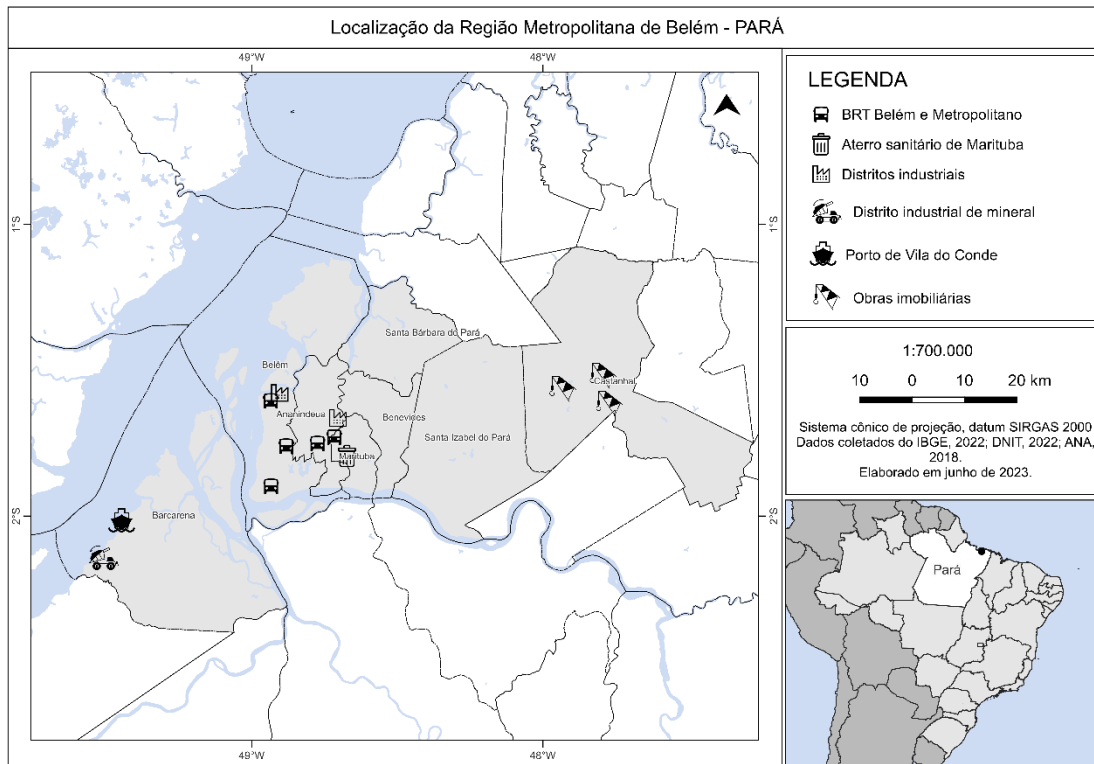 Localização da Região Metropolitana de Belém - PARÁ
49°W
48°W
1°S
1°S
Santa Bárbara do Pará
Belém
Castanhal
Ananindeua
Benevides
Santa Izabel do Pará
Marituba
Barcarena
2°S
2°S
49°W
48°W
LEGENDA
BRT Belém e Metropolitano
Aterro sanitário de Marituba
Distritos industriais
Distrito industrial de mineral
Porto de Vila do Conde
Obras imobiliárias
1:700.000
10 0 10 20 km
Sistema cônico de projeção, datum SIRGAS 2000
Dados coletados do IBGE, 2022; DNIT, 2022; ANA,
2018.
Elaborado em junho de 2023.
Pará